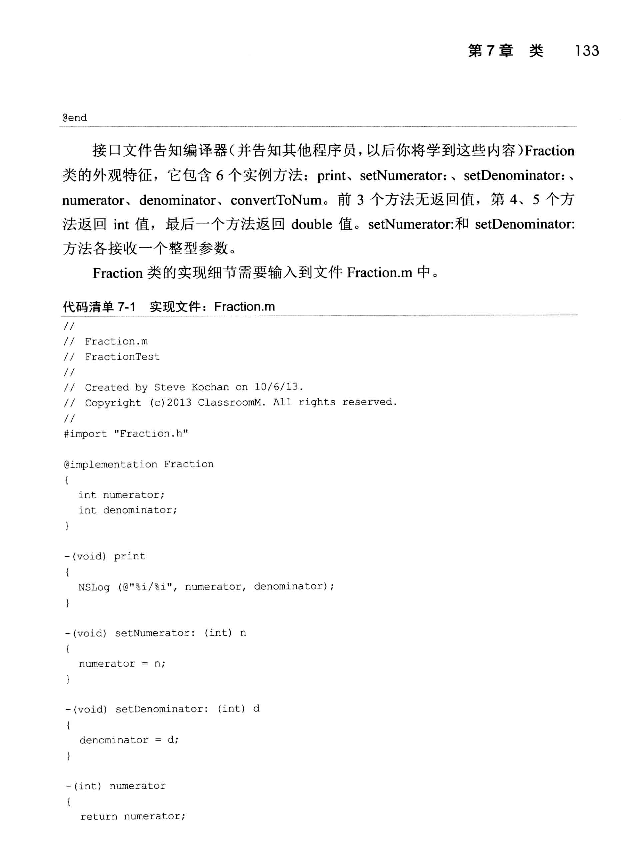 第7章 类 133
@end
接口文件告知编译器(并告知其他程序员,以后你将学到这些内容)Fraction
类的外观特征，它包含 6 个实例方法：print、setNumerator:、setDenominator:、
numerator、denominator、convertToNum。前 3 个方法无返回值，第 4、5 个方
法返回 int 值，最后一个方法返回 double 值。setNumerator:和 setDenominator:
方法各接收一个整型参数。
Fraction 类的实现细节需要输入到文件 Fraction.m 中。
代码清单 7-1 实现文件：Fraction.m
//
// Fraction.m
// FractionTest
//
// Created by Steve Kochan on 10/6/13.
// Copyright (c)2013 ClassroomM. All rights reserved.
//
#import "Fraction.h"
@implementation Fraction
{
int numerator;
int denominator;
}
-(void) print
{
NSLog (@"%i/%i", numerator, denominator);
}
-(void) setNumerator: (int) n
{
numerator = n;
}
-(void) setDenominator: (int) d
{
denominator = d;
}
-(int) numerator
{
return numerator;